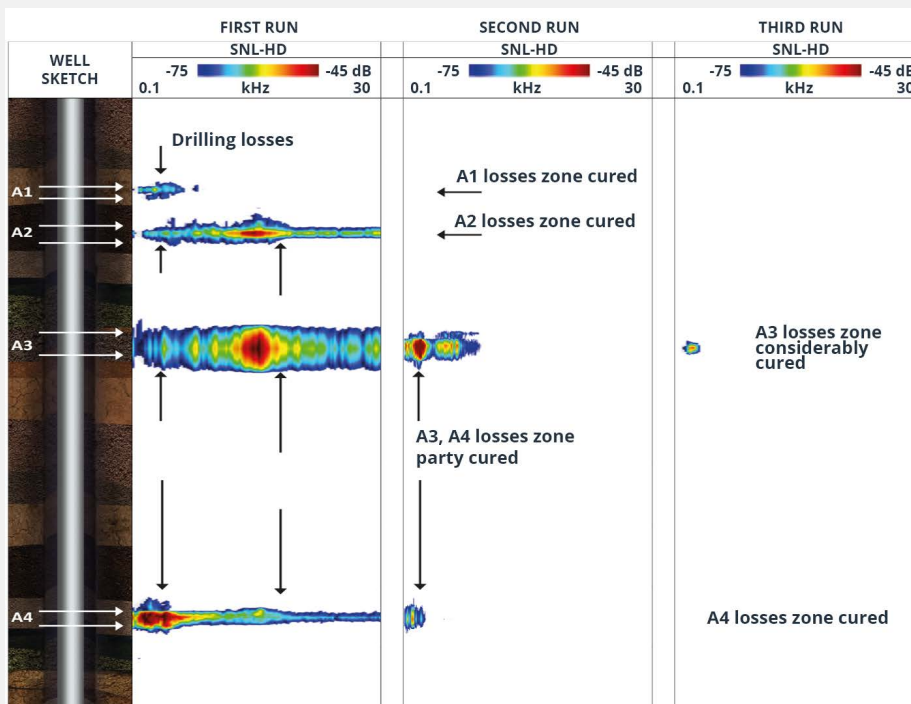 FIRST RUN
SECOND RUN
THIRD RUN
WELL
SKETCH
SNL-HD
SNL-HD
SNL-HD
-75 -45 dB
0.1 kHz 30
-75 -45 dB
0.1 kHz 30
-75 -45 dB
0.1 kHz 30
Drilling losses
A1
A1 losses zone cured
A2
A2 losses zone cured
A3
A3 losses zone
considerably
cured
A3, A4 losses zone
party cured
A4
A4 losses zone cured